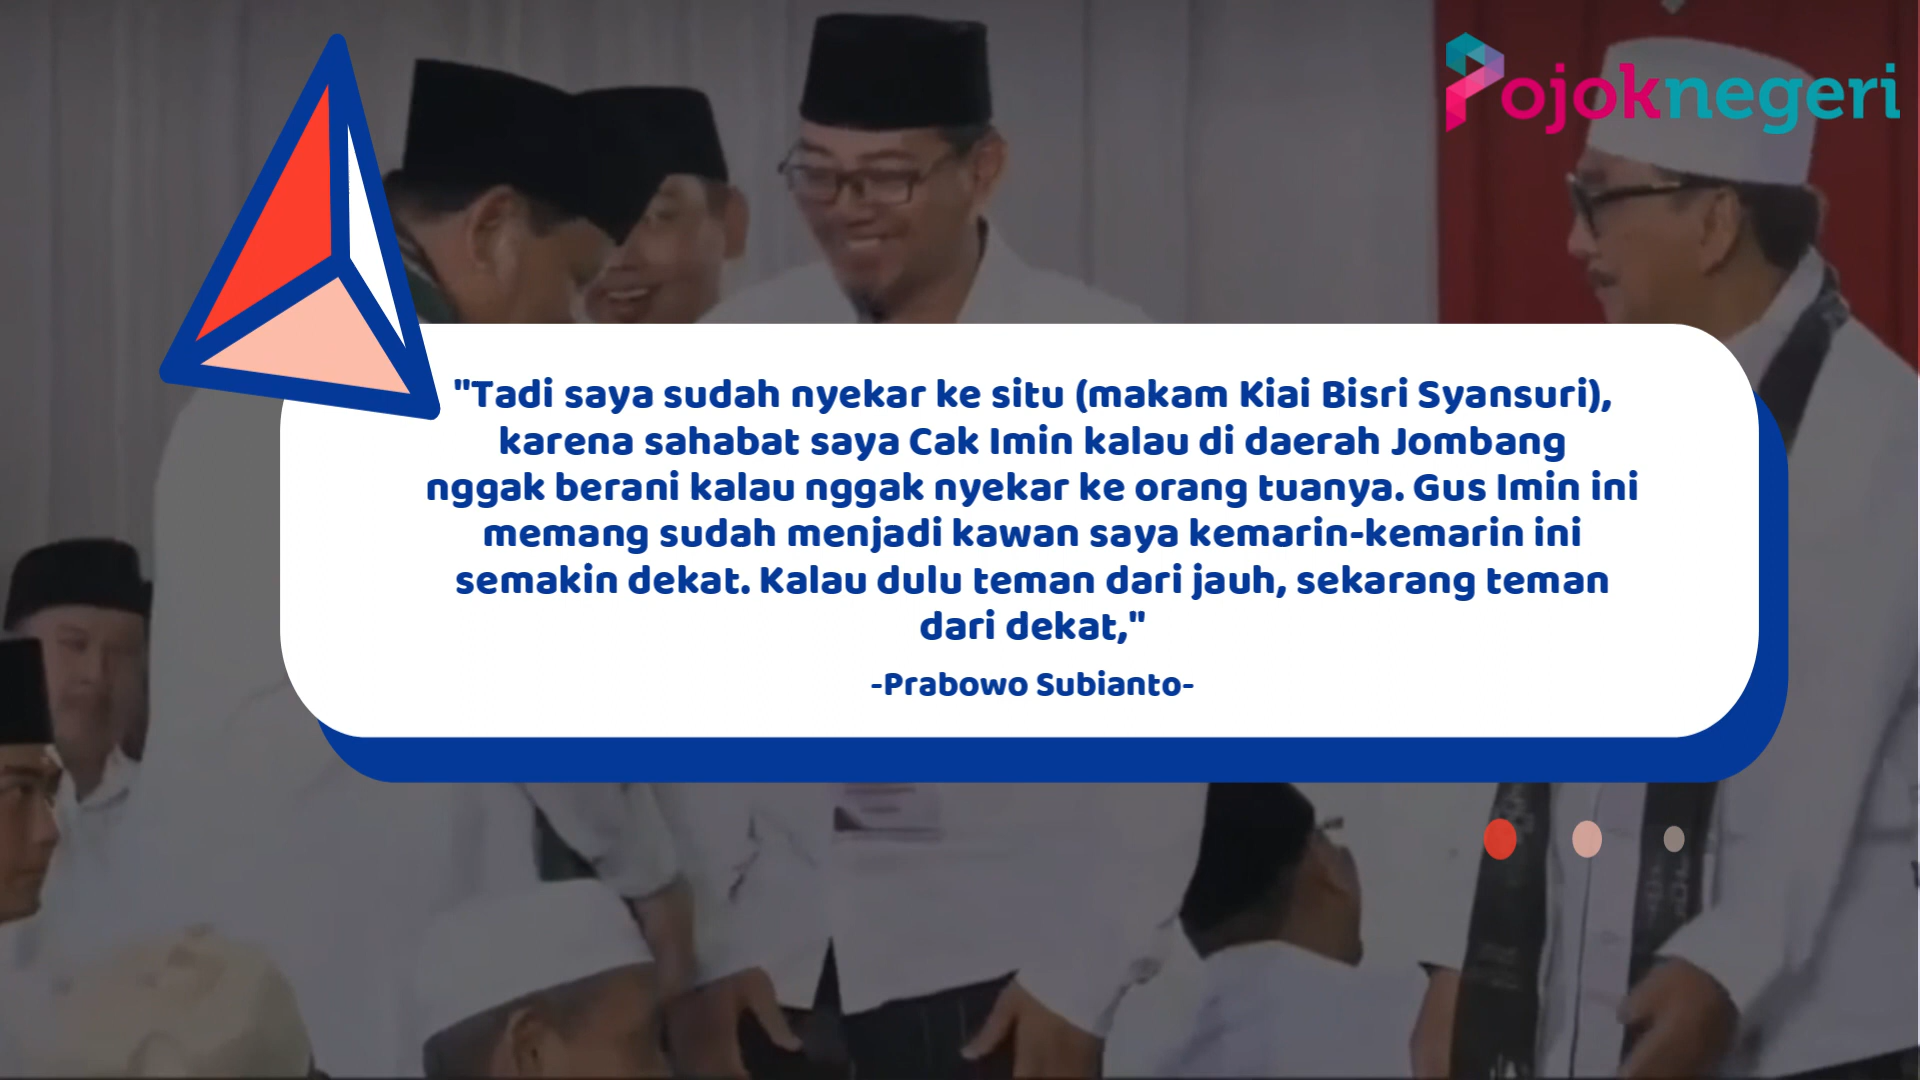 Pojoknegeri
"Tadi saya sudah nyekar ke situ (makam Kiai Bisri Syansuri),
karena sahabat saya Cak Imin kalau di daerah Jombang
nggak berani kalau nggak nyekar ke orang tuanya. Gus Imin ini
memang sudah menjadi kawan saya kemarin-kemarin ini
semakin dekat. Kalau dulu teman dari jauh, sekarang teman
dari dekat,"
-Prabowo Subianto-